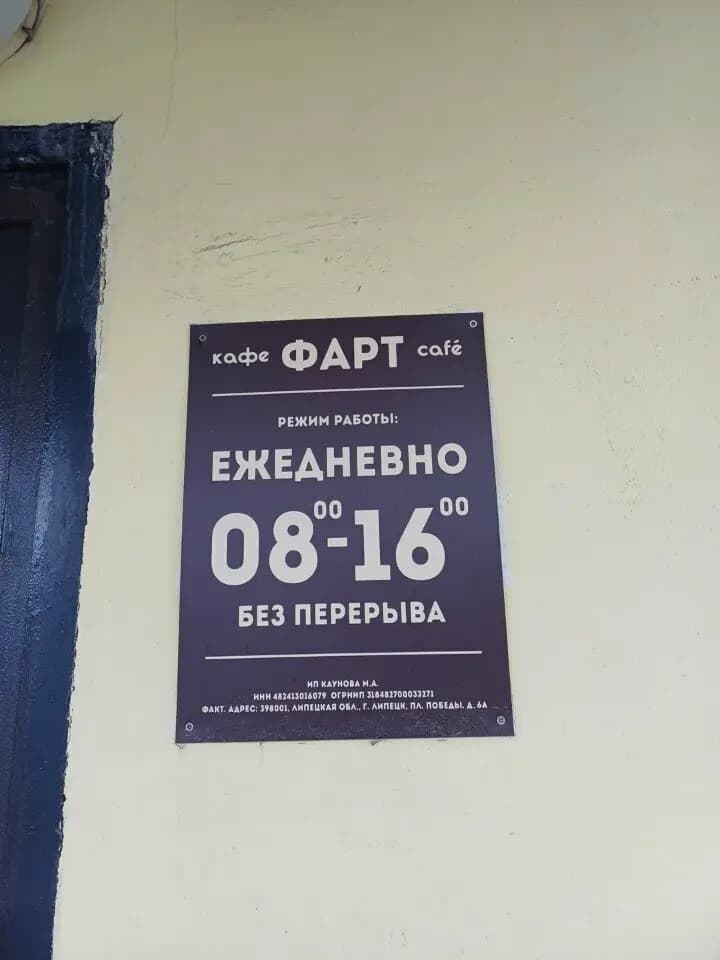 кафе ФАРТ café
РЕЖИМ РАБОТЫ:
ЕЖЕДНЕВНО
08⁰⁰-16⁰⁰
БЕЗ ПЕРЕРЫВА
ИП КАУНОВА М.А.
ИНН 482413016079 ОГРНИП 318482700033271
ФАКТ. АДРЕС: 398001, ЛИПЕЦКАЯ ОБЛ., Г. ЛИПЕЦК, ПЛ. ПОБЕДЫ, Д. 6А